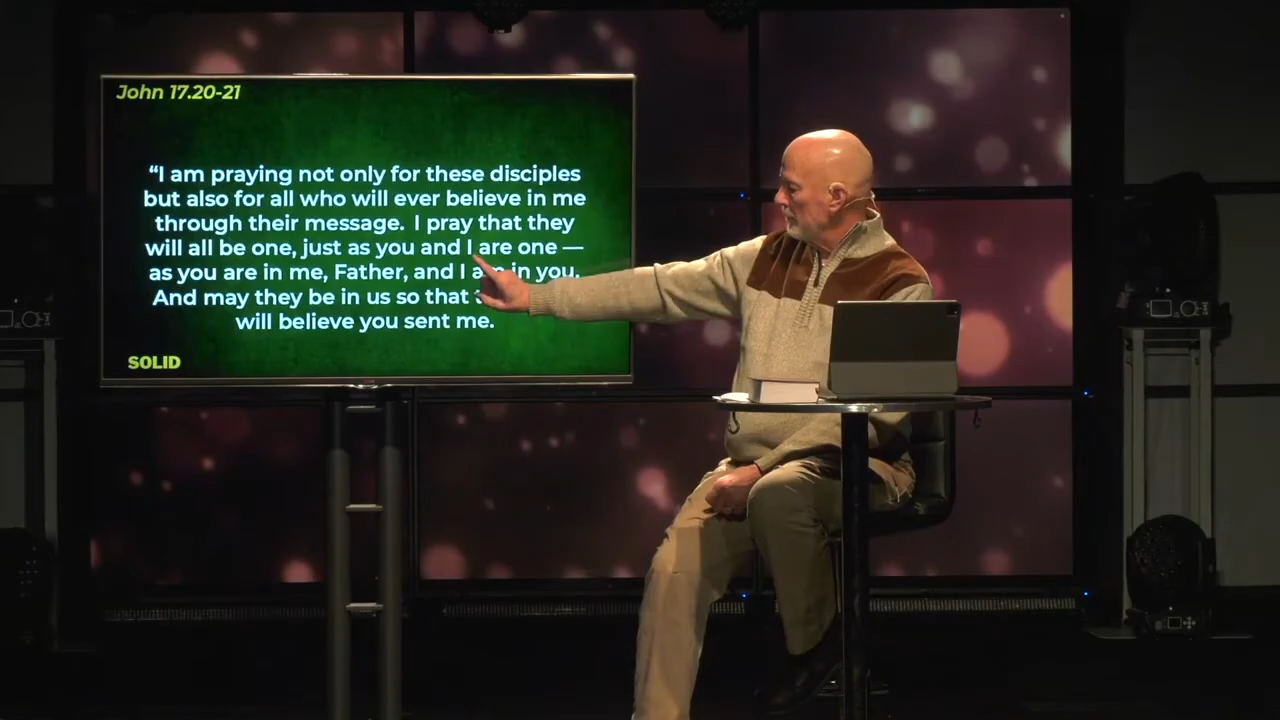 John 17.20-21
“I am praying not only for these disciples
but also for all who will ever believe in me
through their message. I pray that they
will all be one, just as you and I are one —
as you are in me, Father, and I am in you.
And may they be in us so that
will believe you sent me.
SOLID